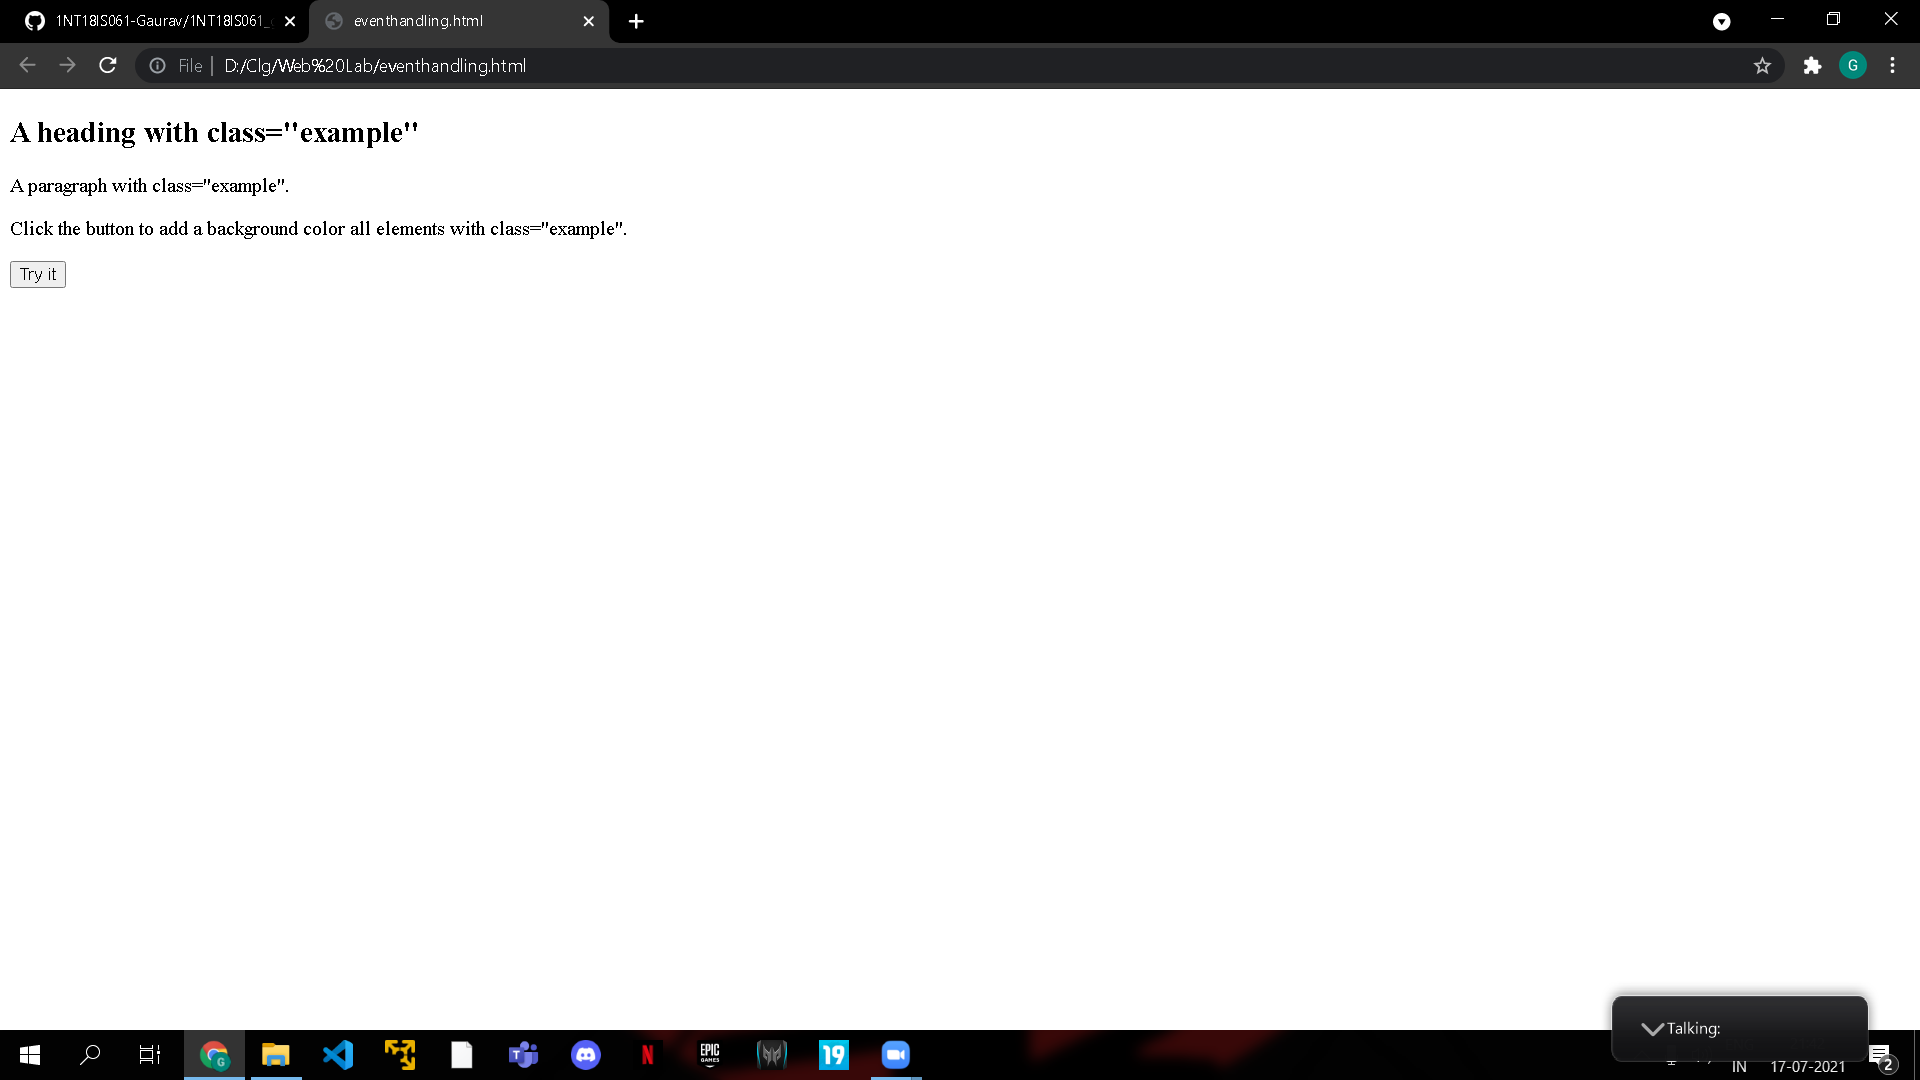 1NT18IS061-Gaurav/1NT18IS061_
eventhandling.html
File | D:/Clg/Web%20Lab/eventhandling.html
G
A heading with class="example"
A paragraph with class="example".
Click the button to add a background color all elements with class="example".
Try it
Talking:
G
T
N
EPIC
GAMES
19
IN
17-07-2021
2